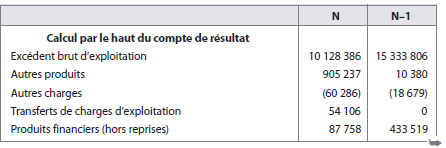 N N–1
Calcul par le haut du compte de résultat
Excédent brut d’exploitation 10 128 386 15 333 806
Autres produits 905 237 10 380
Autres charges (60 286) (18 679)
Transferts de charges d’exploitation 54 106 0
Produits financiers (hors reprises) 87 758 433 519